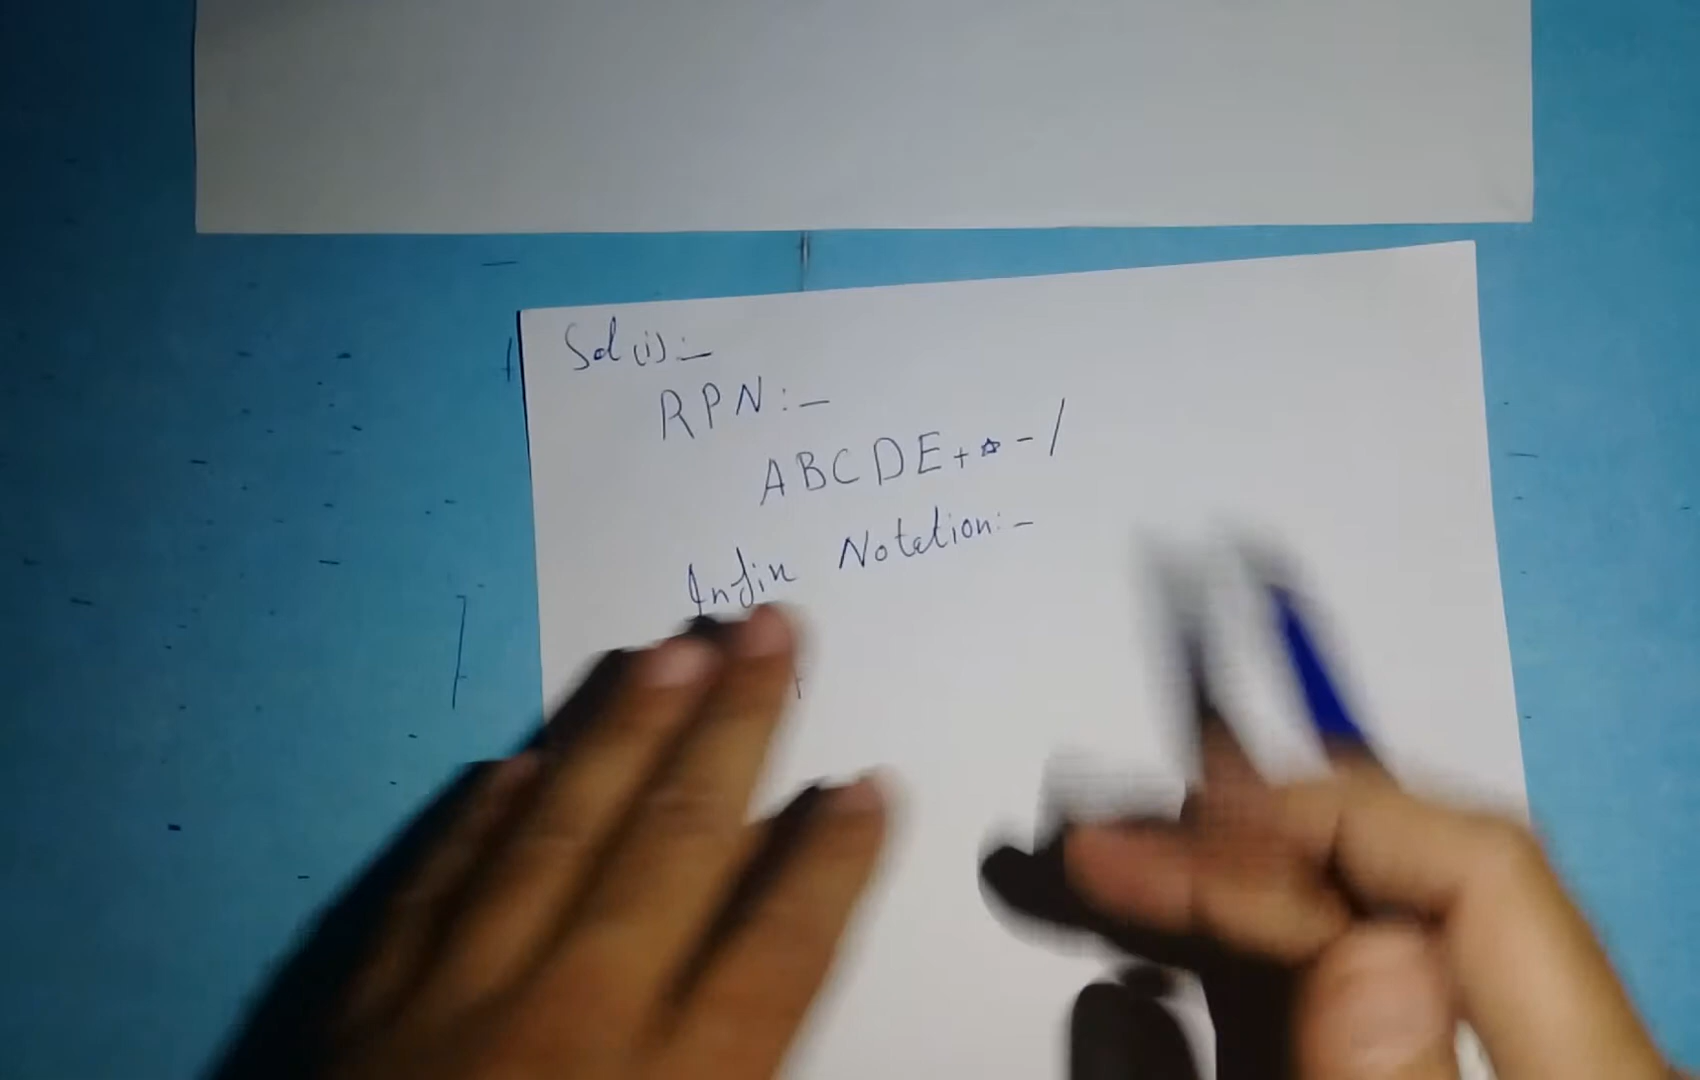 Sol (i):-
RPN:-
ABCDE+*-/
Infix Notation:-